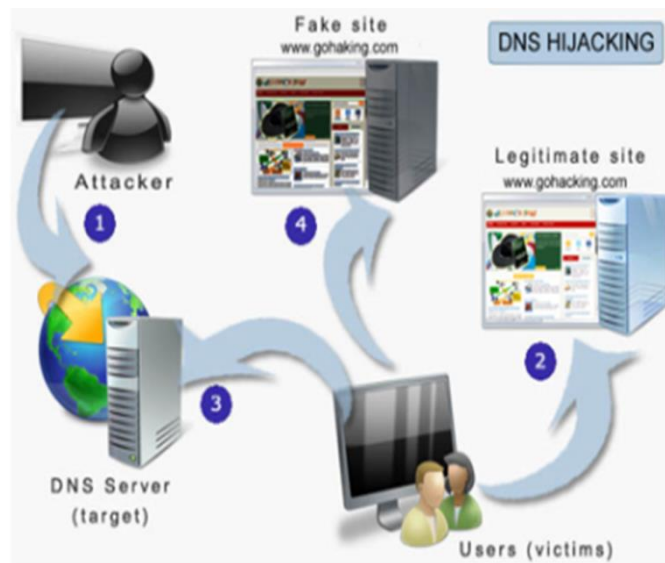 Fake site
www.gohaking.com
DNS HIJACKING
Legitimate site
www.gohacking.com
Attacker
1
4
2
3
DNS Server
(target)
Users (victims)